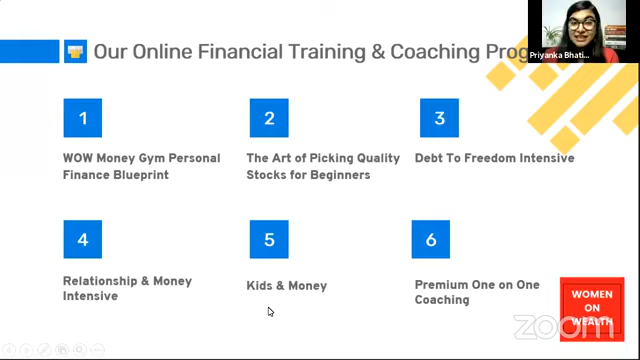 Our Online Financial Training & Coaching Prog
Priyanka Bhati...
1
WOW Money Gym Personal
Finance Blueprint
2
The Art of Picking Quality
Stocks for Beginners
3
Debt To Freedom Intensive
4
Relationship & Money
Intensive
5
Kids & Money
6
Premium One on One
Coaching
WOMEN
ON
WEALTH
zoom